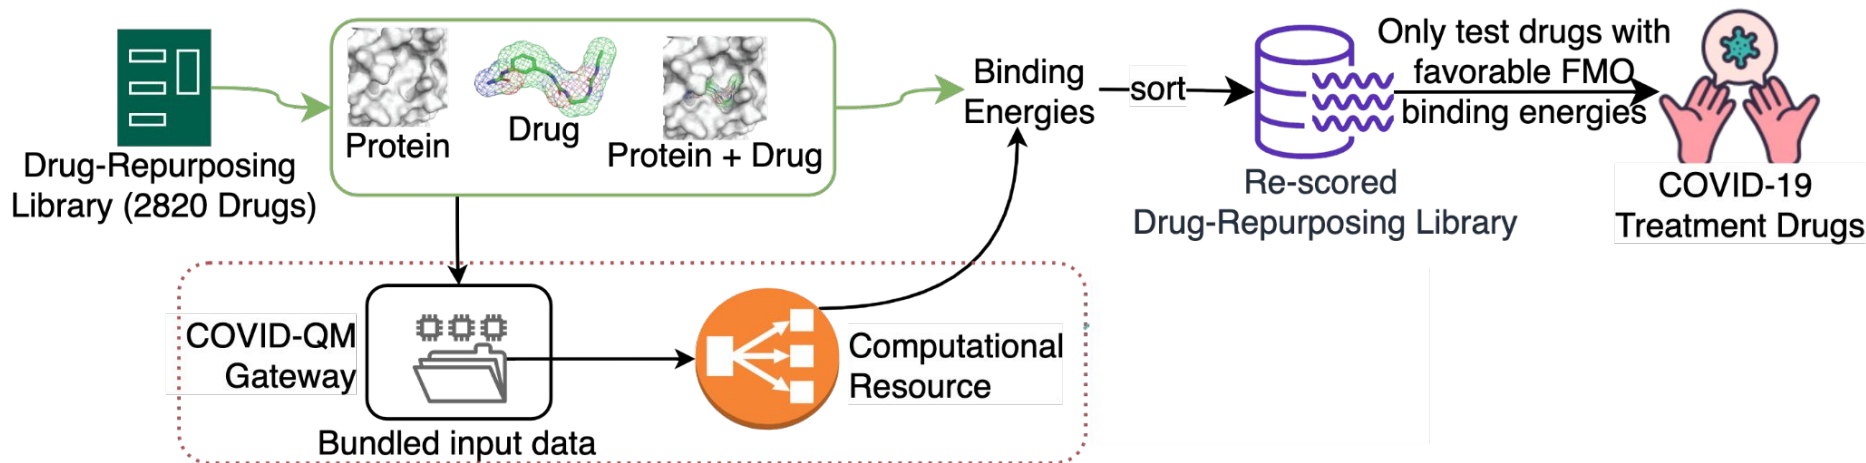 Drug-Repurposing
Library (2820 Drugs)
Protein
Drug
Protein + Drug
Binding
Energies
sort
Re-scored
Drug-Repurposing Library
Only test drugs with
favorable FMO
binding energies
COVID-19
Treatment Drugs
COVID-QM
Gateway
Bundled input data
Computational
Resource